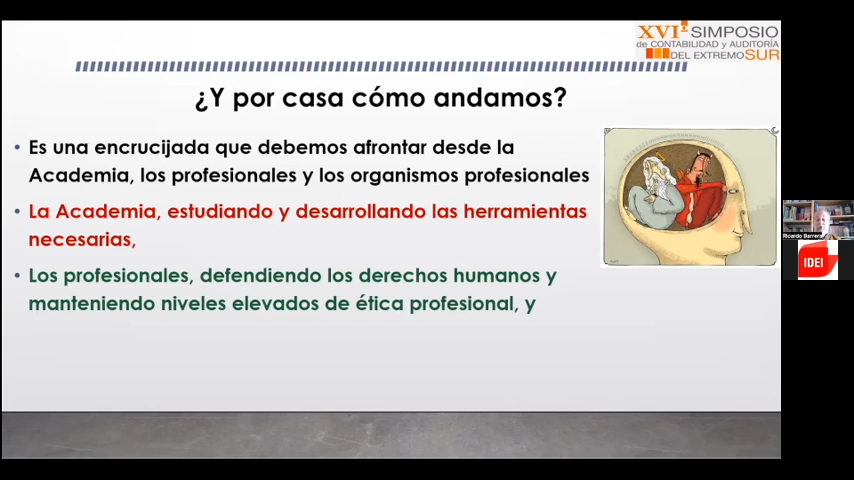 XVI SIMPOSIO
de CONTABILIDAD y AUDITORÍA
DEL EXTREMO SUR
¿Y por casa cómo andamos?
• Es una encrucijada que debemos afrontar desde la
Academia, los profesionales y los organismos profesionales
• La Academia, estudiando y desarrollando las herramientas
necesarias,
• Los profesionales, defendiendo los derechos humanos y
manteniendo niveles elevados de ética profesional, y
Ricardo Barrera
IDEI